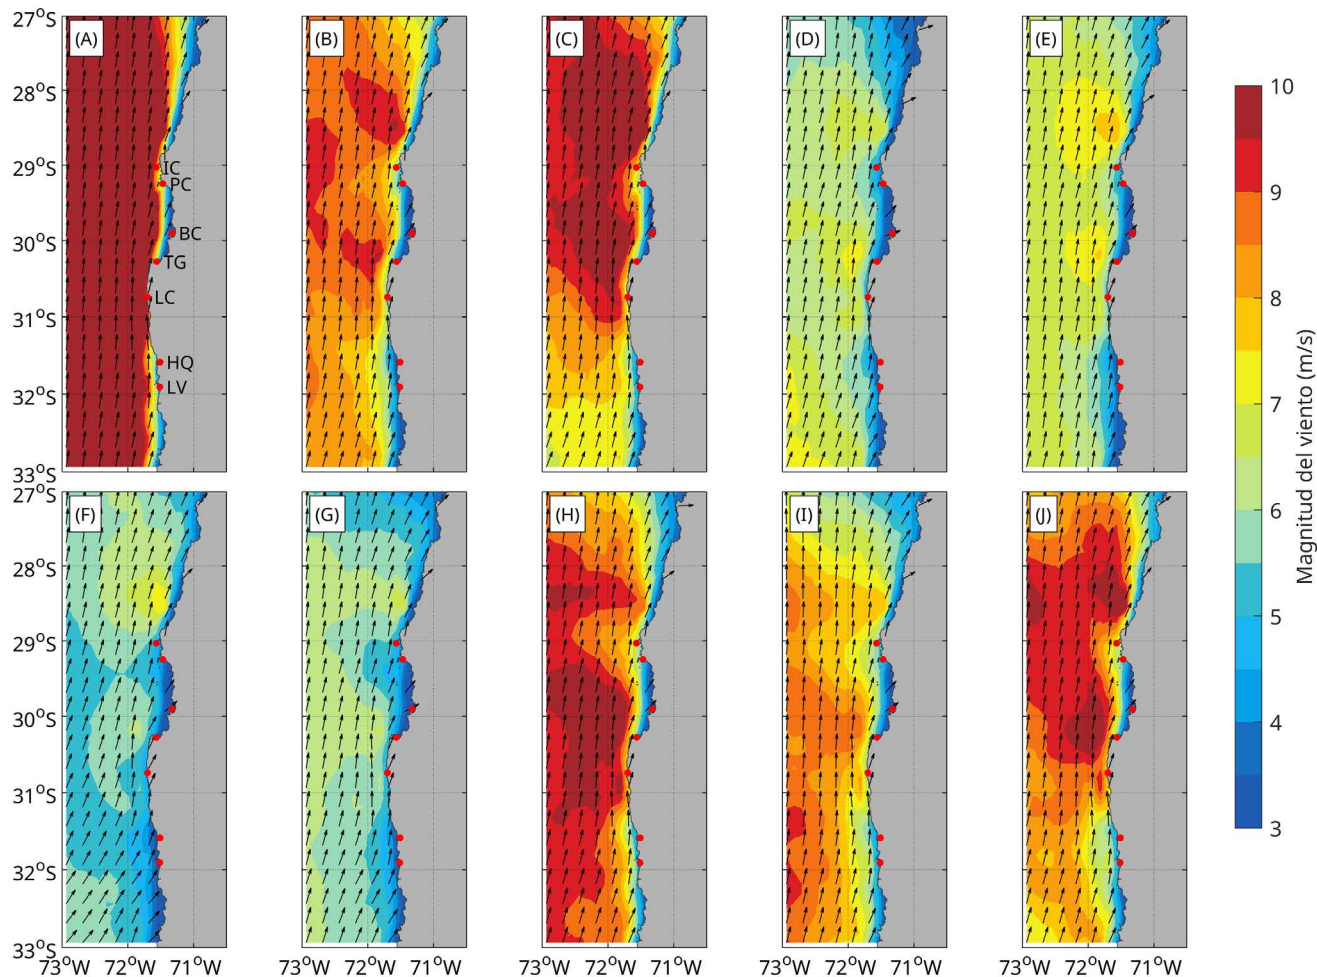 (A) (B) (C) (D) (E)
27°S
28°S
29°S
30°S
31°S
32°S
33°S
IC
PC
BC
TG
LC
HQ
LV
(F) (G) (H) (I) (J)
27°S
28°S
29°S
30°S
31°S
32°S
33°S
73°W 72°W 71°W 73°W 72°W 71°W 73°W 72°W 71°W 73°W 72°W 71°W 73°W 72°W 71°W
10
9
8
7
6
5
4
3
Magnitud del viento (m/s)